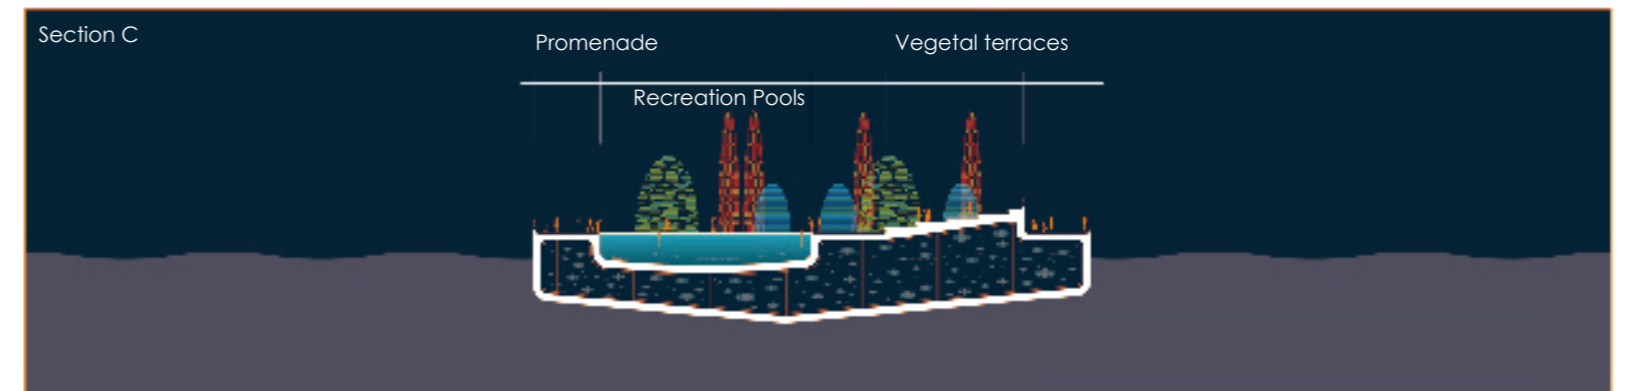 Section C
Promenade
Vegetal terraces
Recreation Pools